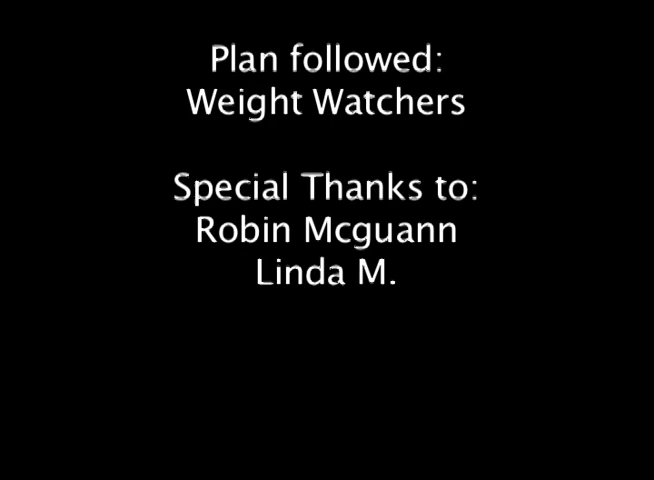 Plan followed:
Weight Watchers
Special Thanks to:
Robin Mcguann
Linda M.